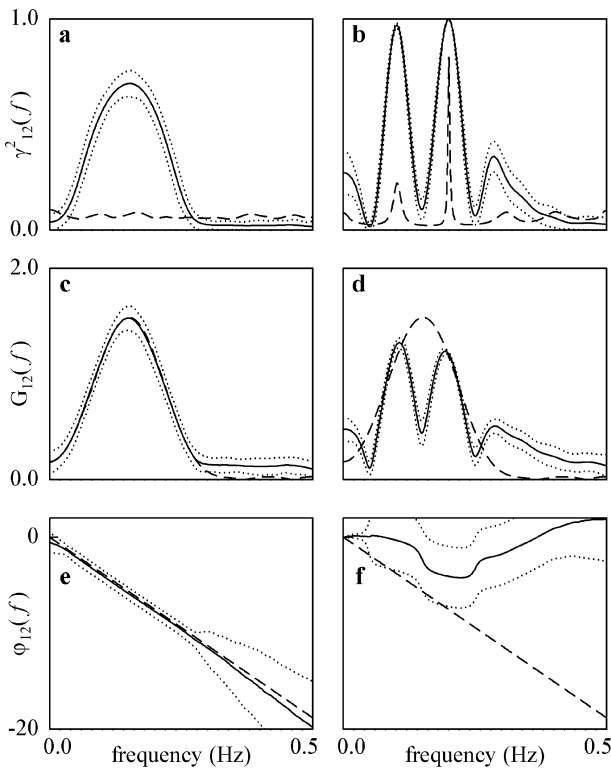 1.0
a
b
γ²₁₂(f)
0.0
2.0
c
d
G₁₂(f)
0.0
0
e
f
φ₁₂(f)
-20
0.0 frequency (Hz) 0.5
0.0 frequency (Hz) 0.5